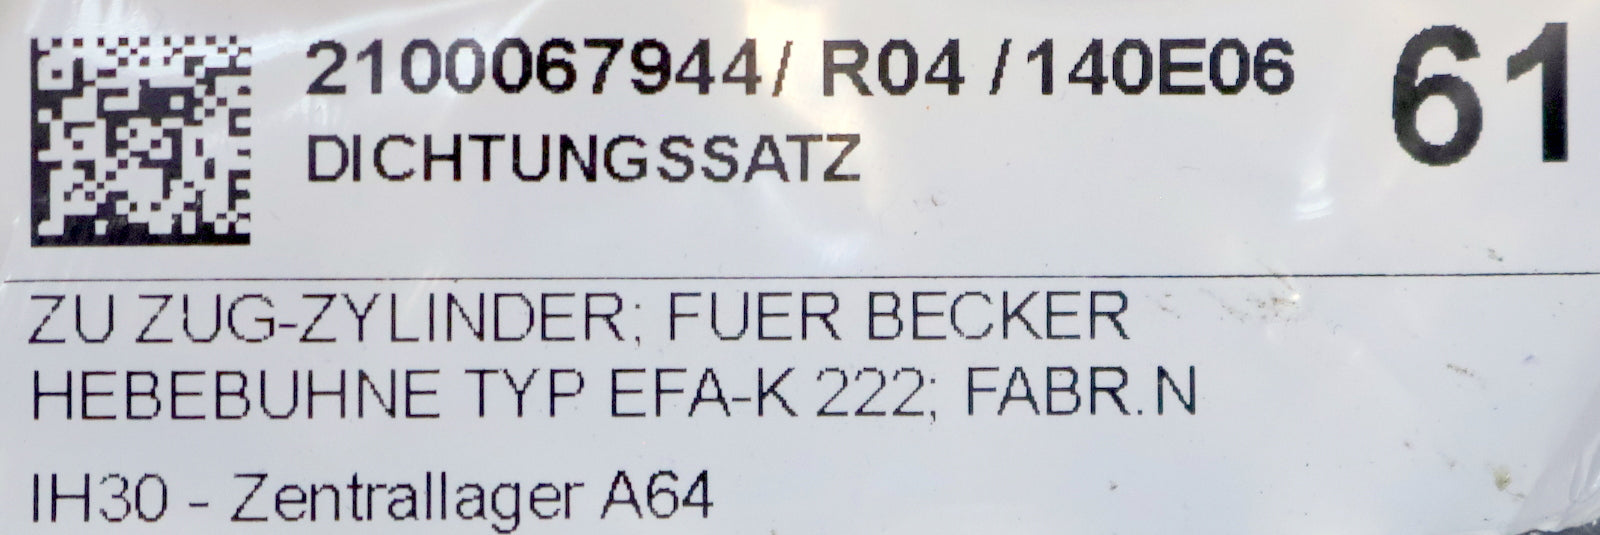 2100067944/ R04 /140E06 61
DICHTUNGSSATZ
ZU ZUG-ZYLINDER; FUER BECKER
HEBEBUHNE TYP EFA-K 222; FABR.N
IH30 - Zentrallager A64